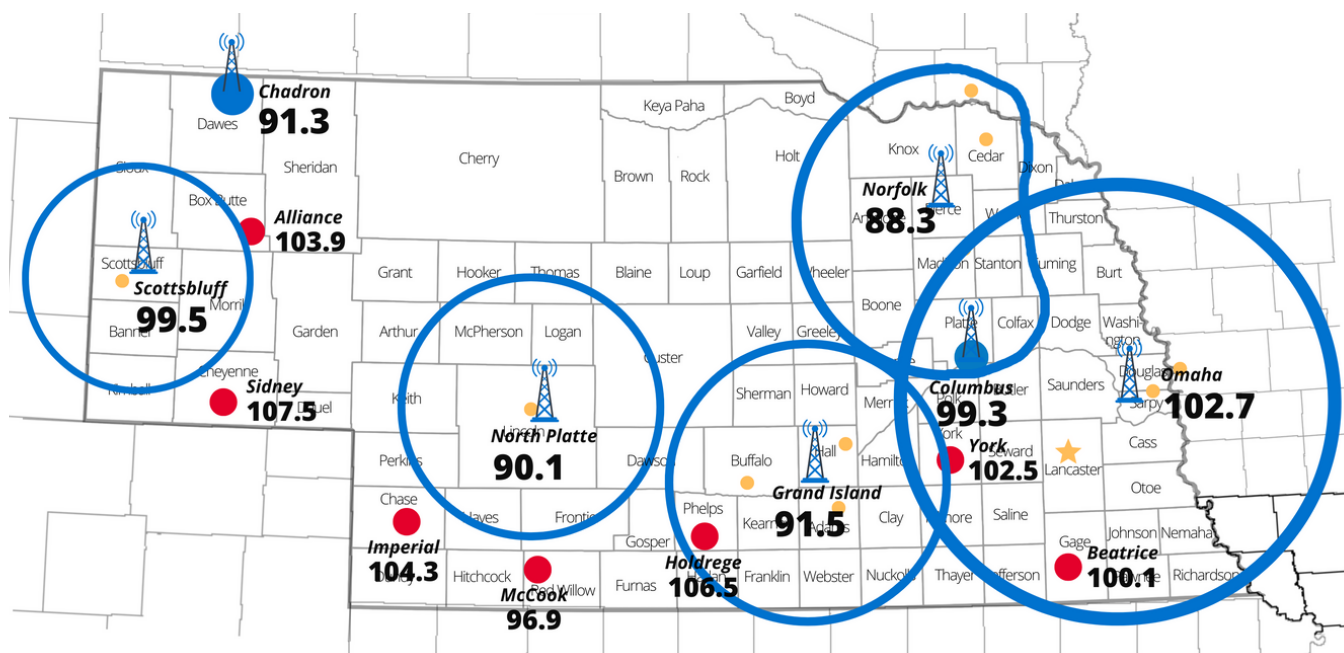 Chadron
91.3
Dawes
Keya Paha
Boyd
Cherry
Sheridan
Holt
Brown
Rock
Knox
Cedar
Dixon
Sioux
Box Butte
Alliance
103.9
Norfolk
88.3
Thurston
Scottsbluff
99.5
Banner
Garden
Grant
Hooker
Thomas
Blaine
Loup
Garfield
Wheeler
Madison
Stanton
Cuming
Burt
Boone
Arthur
McPherson
Logan
Custer
Valley
Greeley
Platte
Colfax
Dodge
Washi-
ngton
Kimball
Cheyenne
Sidney
107.5
Deuel
Keith
Lincoln
North Platte
90.1
Sherman
Howard
Columbus
99.3
Polk
Saunders
Douglas
Sarpy
Omaha
102.7
Perkins
Dawson
Buffalo
Hall
Hamilton
York
York
102.5
Seward
Lancaster
Cass
Otoe
Grand Island
91.5
Chase
Imperial
104.3
Hayes
Gosper
Phelps
Holdrege
106.5
Clay
Saline
Gage
Johnson
Nemaha
Beatrice
100.1
Hitchcock
Red Willow
McCook
96.9
Furnas
Franklin
Webster
Nuckolls
Thayer
Richardson